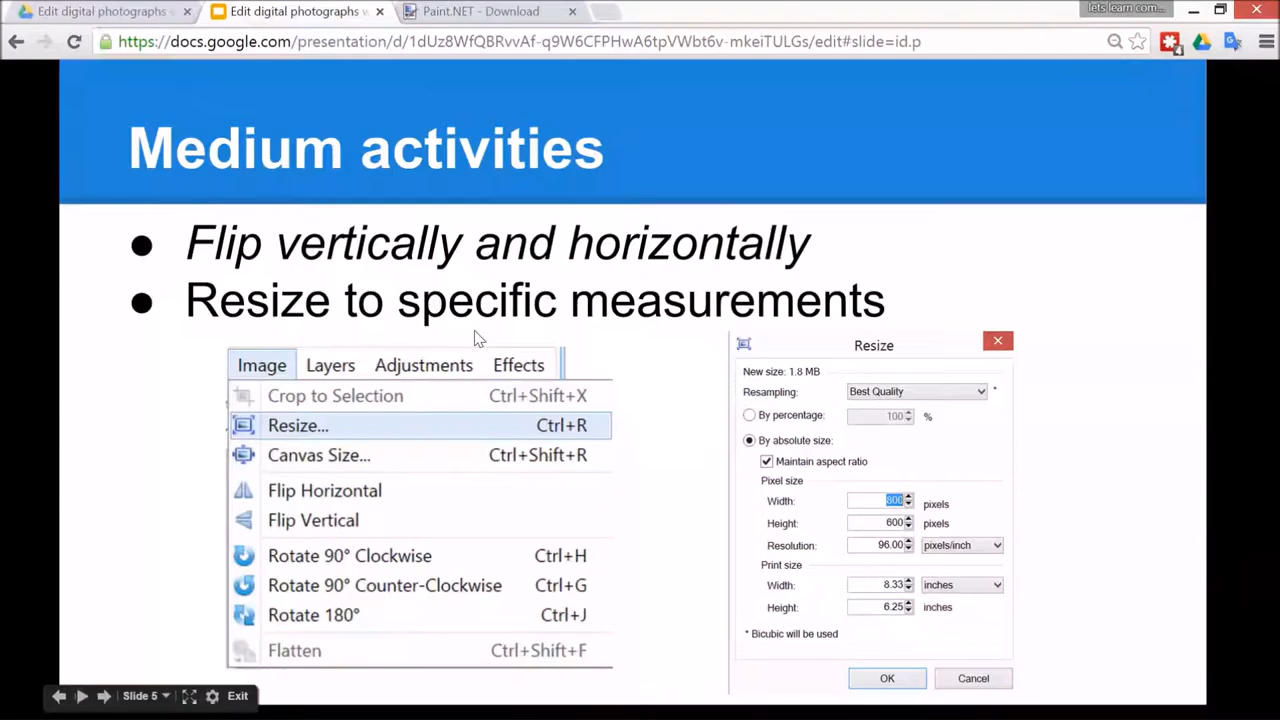 Edit digital photographs w
Edit digital photographs w
Paint.NET - Download
lets learn com...
https://docs.google.com/presentation/d/1dUz8WfQBRvvAf-q9W6CFPHwA6tpVWbt6v-mkeiTULGs/edit#slide=id.p
Medium activities
● Flip vertically and horizontally
● Resize to specific measurements
Image Layers Adjustments Effects
Crop to Selection Ctrl+Shift+X
Resize... Ctrl+R
Canvas Size... Ctrl+Shift+R
Flip Horizontal
Flip Vertical
Rotate 90° Clockwise Ctrl+H
Rotate 90° Counter-Clockwise Ctrl+G
Rotate 180° Ctrl+J
Flatten Ctrl+Shift+F
Resize
New size: 1.8 MB
Resampling: Best Quality *
By percentage: 100 %
By absolute size:
Maintain aspect ratio
Pixel size
Width: 800 pixels
Height: 600 pixels
Resolution: 96.00 pixels/inch
Print size
Width: 8.33 inches
Height: 6.25 inches
* Bicubic will be used
OK Cancel
Slide 5 Exit